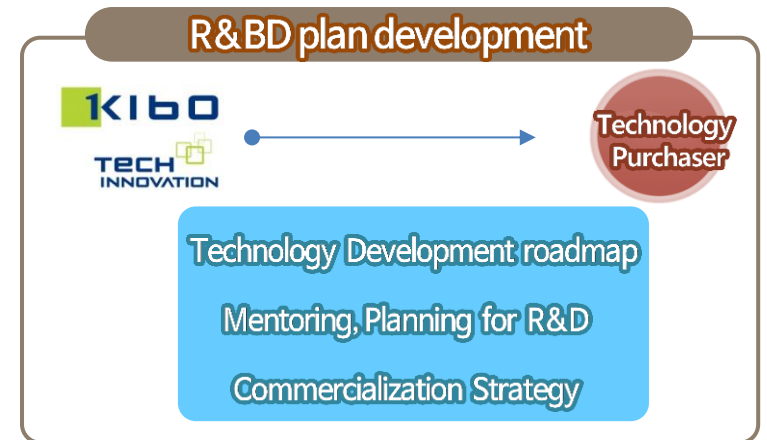 R&BD plan development
KIBO
TECH
INNOVATION
Technology
Purchaser
Technology Development roadmap
Mentoring, Planning for R&D
Commercialization Strategy